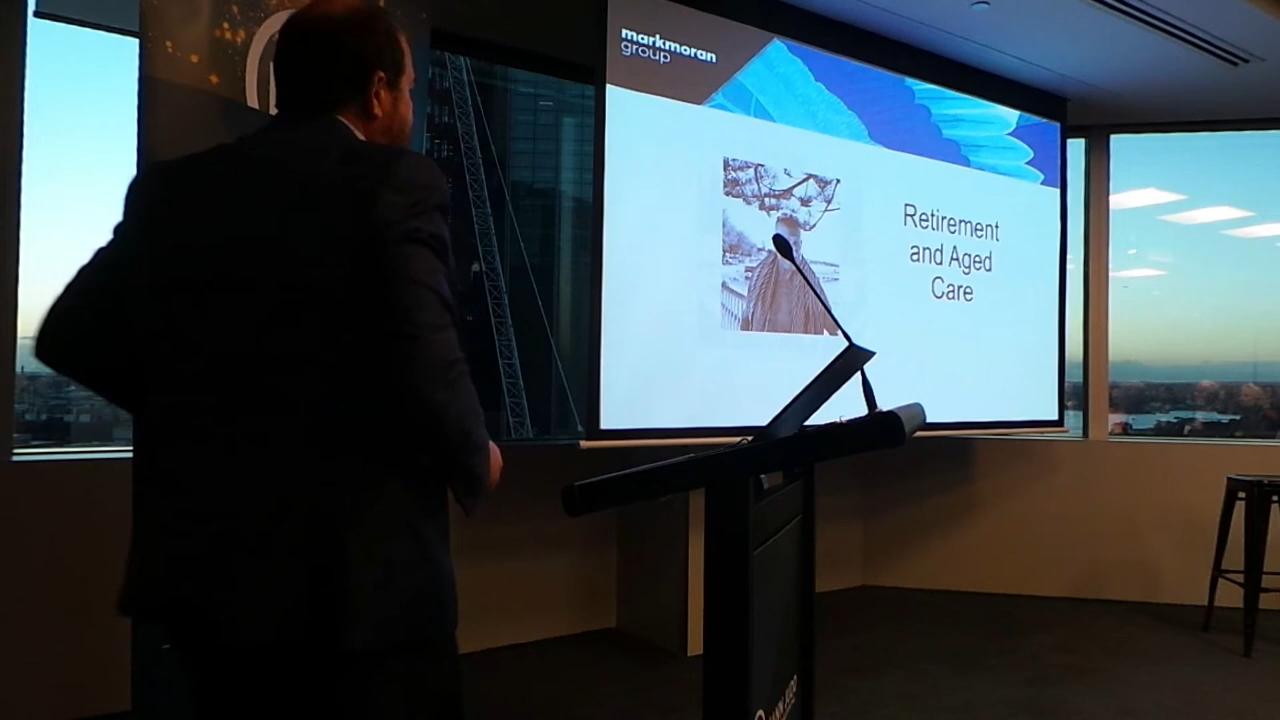 markmoran
group
Retirement
and Aged
Care